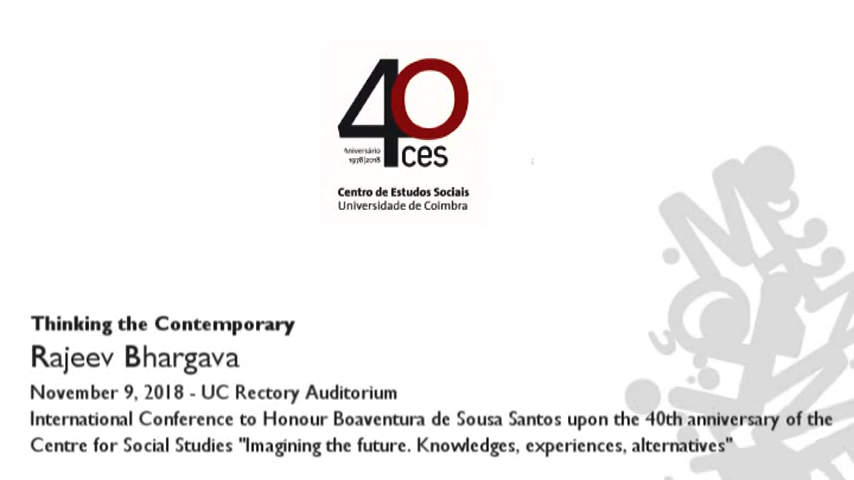 40
Aniversário
1978|2018
ces
Centro de Estudos Sociais
Universidade de Coimbra
Thinking the Contemporary
Rajeev Bhargava
November 9, 2018 - UC Rectory Auditorium
International Conference to Honour Boaventura de Sousa Santos upon the 40th anniversary of the
Centre for Social Studies "Imagining the future. Knowledges, experiences, alternatives"